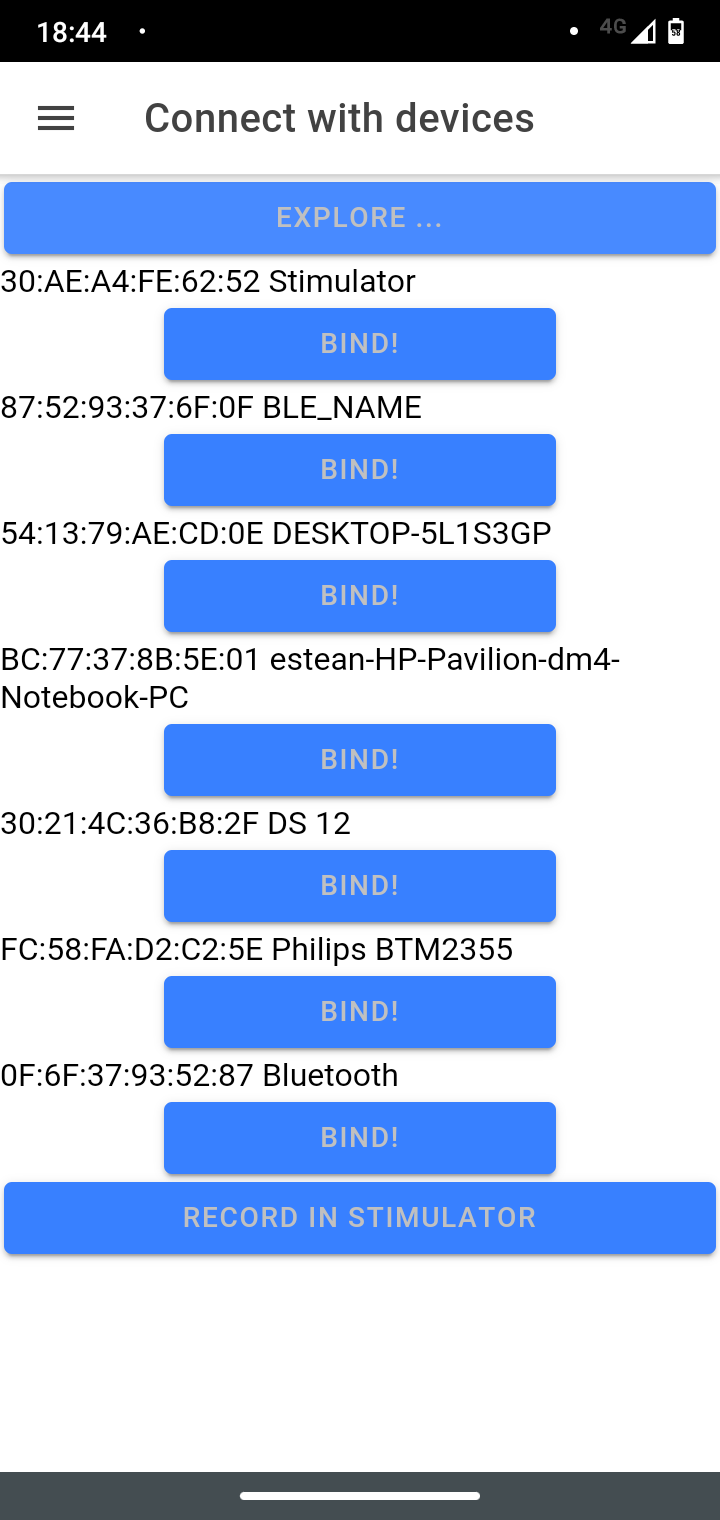 18:44
4G
58
Connect with devices
EXPLORE ...
30:AE:A4:FE:62:52 Stimulator
BIND!
87:52:93:37:6F:0F BLE_NAME
BIND!
54:13:79:AE:CD:0E DESKTOP-5L1S3GP
BIND!
BC:77:37:8B:5E:01 estean-HP-Pavilion-dm4-
Notebook-PC
BIND!
30:21:4C:36:B8:2F DS 12
BIND!
FC:58:FA:D2:C2:5E Philips BTM2355
BIND!
0F:6F:37:93:52:87 Bluetooth
BIND!
RECORD IN STIMULATOR